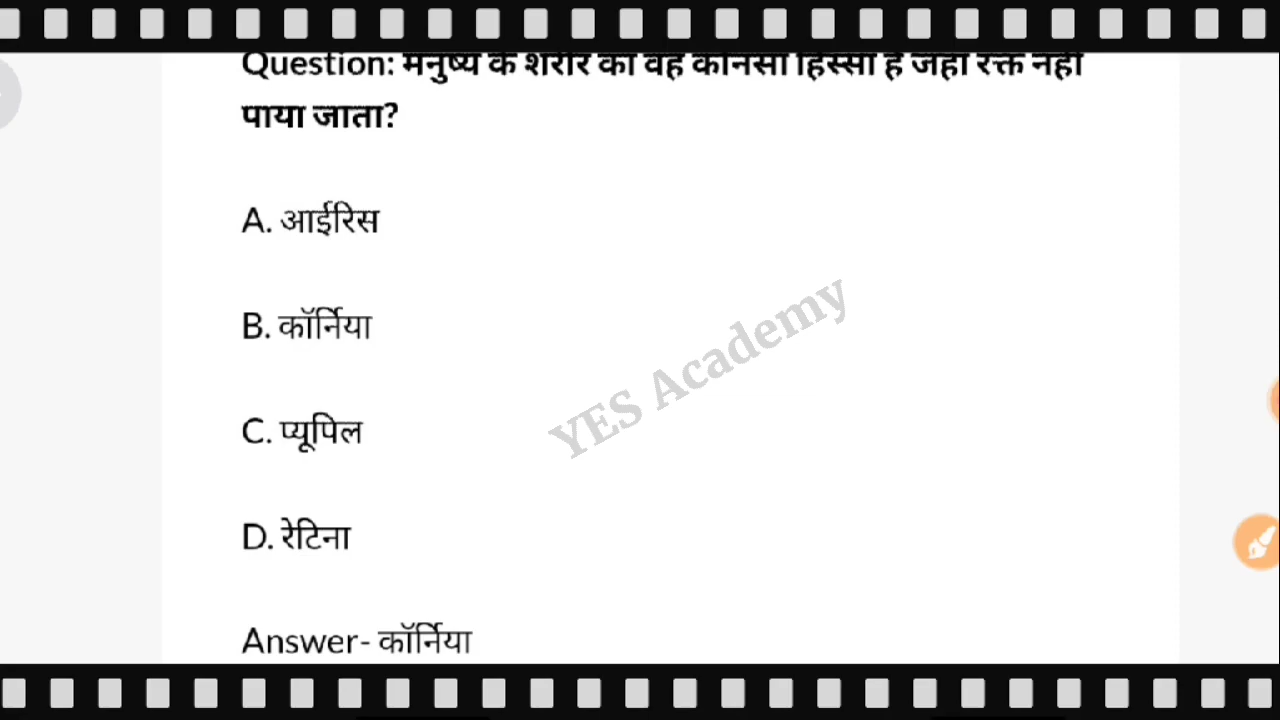 Question: मनुष्य के शरीर का वह कौनसा हिस्सा है जहां रक्त नहीं
पाया जाता?
A. आईरिस
B. कॉर्निया
YES Academy
C. प्यूपिल
D. रेटिना
Answer- कॉर्निया